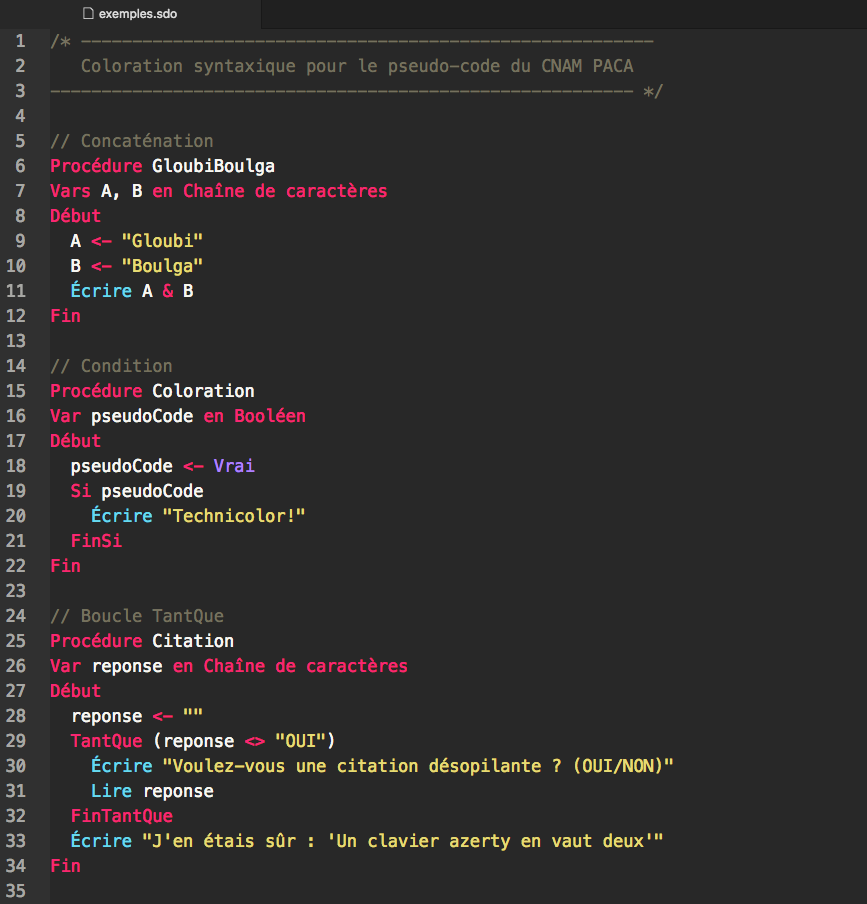 exemples.sdo
1 /* --------------------------------------------------------
2 Coloration syntaxique pour le pseudo-code du CNAM PACA
3 --------------------------------------------------------- */
4
5 // Concaténation
6 Procédure GloubiBoulga
7 Vars A, B en Chaîne de caractères
8 Début
9 A <- "Gloubi"
10 B <- "Boulga"
11 Écrire A & B
12 Fin
13
14 // Condition
15 Procédure Coloration
16 Var pseudoCode en Booléen
17 Début
18 pseudoCode <- Vrai
19 Si pseudoCode
20 Écrire "Technicolor!"
21 FinSi
22 Fin
23
24 // Boucle TantQue
25 Procédure Citation
26 Var reponse en Chaîne de caractères
27 Début
28 reponse <- ""
29 TantQue (reponse <> "OUI")
30 Écrire "Voulez-vous une citation désopilante ? (OUI/NON)"
31 Lire reponse
32 FinTantQue
33 Écrire "J'en étais sûr : 'Un clavier azerty en vaut deux'"
34 Fin
35